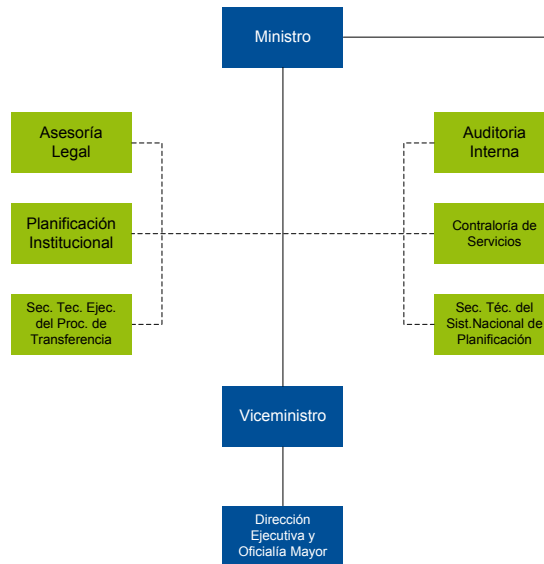 Ministro
Asesoría
Legal
Auditoria
Interna
Planificación
Institucional
Contraloría de
Servicios
Sec. Tec. Ejec.
del Proc. de
Transferencia
Sec. Téc. del
Sist.Nacional de
Planificación
Viceministro
Dirección
Ejecutiva y
Oficialía Mayor